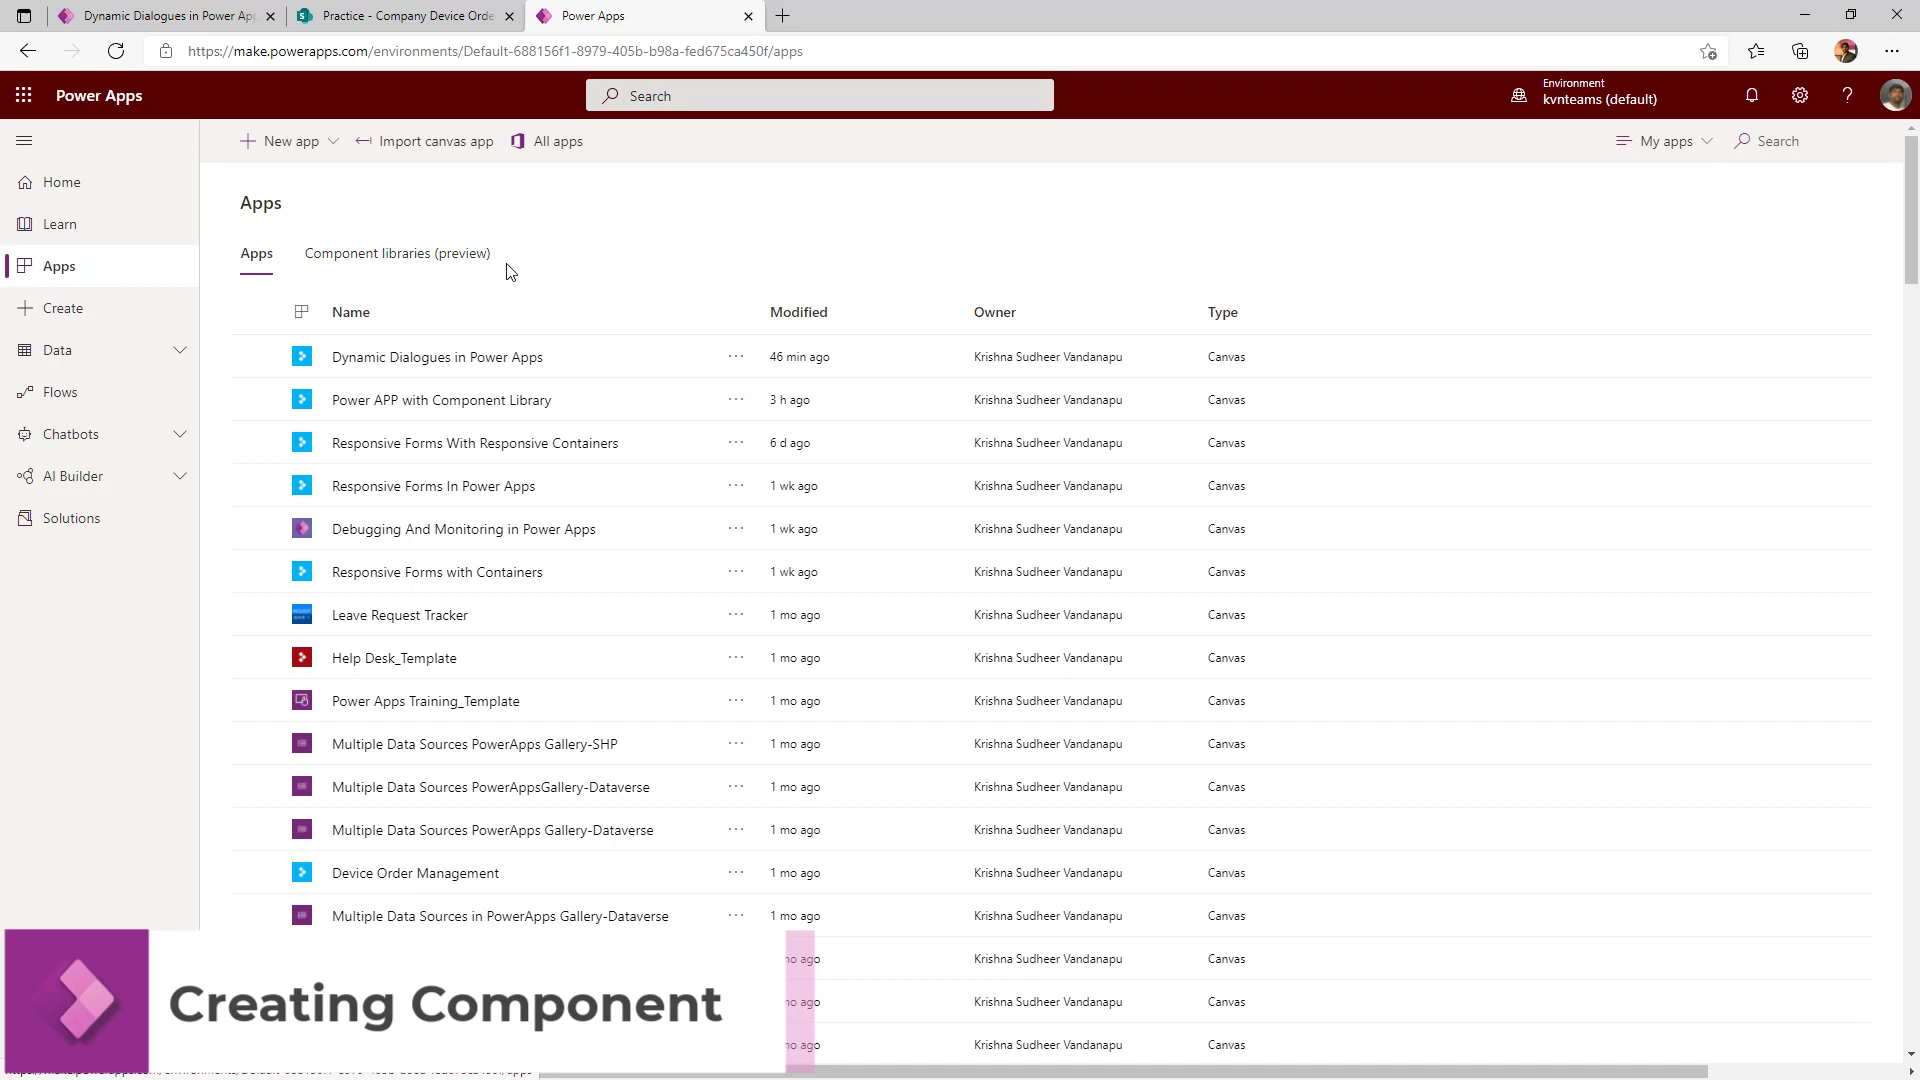 Dynamic Dialogues in Power Ap
Practice - Company Device Orde
Power Apps
https://make.powerapps.com/environments/Default-688156f1-8979-405b-b98a-fed675ca450f/apps
Power Apps
Search
Environment
kvnteams (default)
New app
Import canvas app
All apps
My apps
Search
Home
Learn
Apps
Create
Data
Flows
Chatbots
AI Builder
Solutions
Apps
Apps
Component libraries (preview)
Name Modified Owner Type
Dynamic Dialogues in Power Apps ... 46 min ago Krishna Sudheer Vandanapu Canvas
Power APP with Component Library ... 3 h ago Krishna Sudheer Vandanapu Canvas
Responsive Forms With Responsive Containers ... 6 d ago Krishna Sudheer Vandanapu Canvas
Responsive Forms In Power Apps ... 1 wk ago Krishna Sudheer Vandanapu Canvas
Debugging And Monitoring in Power Apps ... 1 wk ago Krishna Sudheer Vandanapu Canvas
Responsive Forms with Containers ... 1 wk ago Krishna Sudheer Vandanapu Canvas
Leave Request Tracker ... 1 mo ago Krishna Sudheer Vandanapu Canvas
Help Desk_Template ... 1 mo ago Krishna Sudheer Vandanapu Canvas
Power Apps Training_Template ... 1 mo ago Krishna Sudheer Vandanapu Canvas
Multiple Data Sources PowerApps Gallery-SHP ... 1 mo ago Krishna Sudheer Vandanapu Canvas
Multiple Data Sources PowerAppsGallery-Dataverse ... 1 mo ago Krishna Sudheer Vandanapu Canvas
Multiple Data Sources PowerApps Gallery-Dataverse ... 1 mo ago Krishna Sudheer Vandanapu Canvas
Device Order Management ... 1 mo ago Krishna Sudheer Vandanapu Canvas
Multiple Data Sources in PowerApps Gallery-Dataverse ... 1 mo ago Krishna Sudheer Vandanapu Canvas
mo ago Krishna Sudheer Vandanapu Canvas
mo ago Krishna Sudheer Vandanapu Canvas
mo ago Krishna Sudheer Vandanapu Canvas
Creating Component